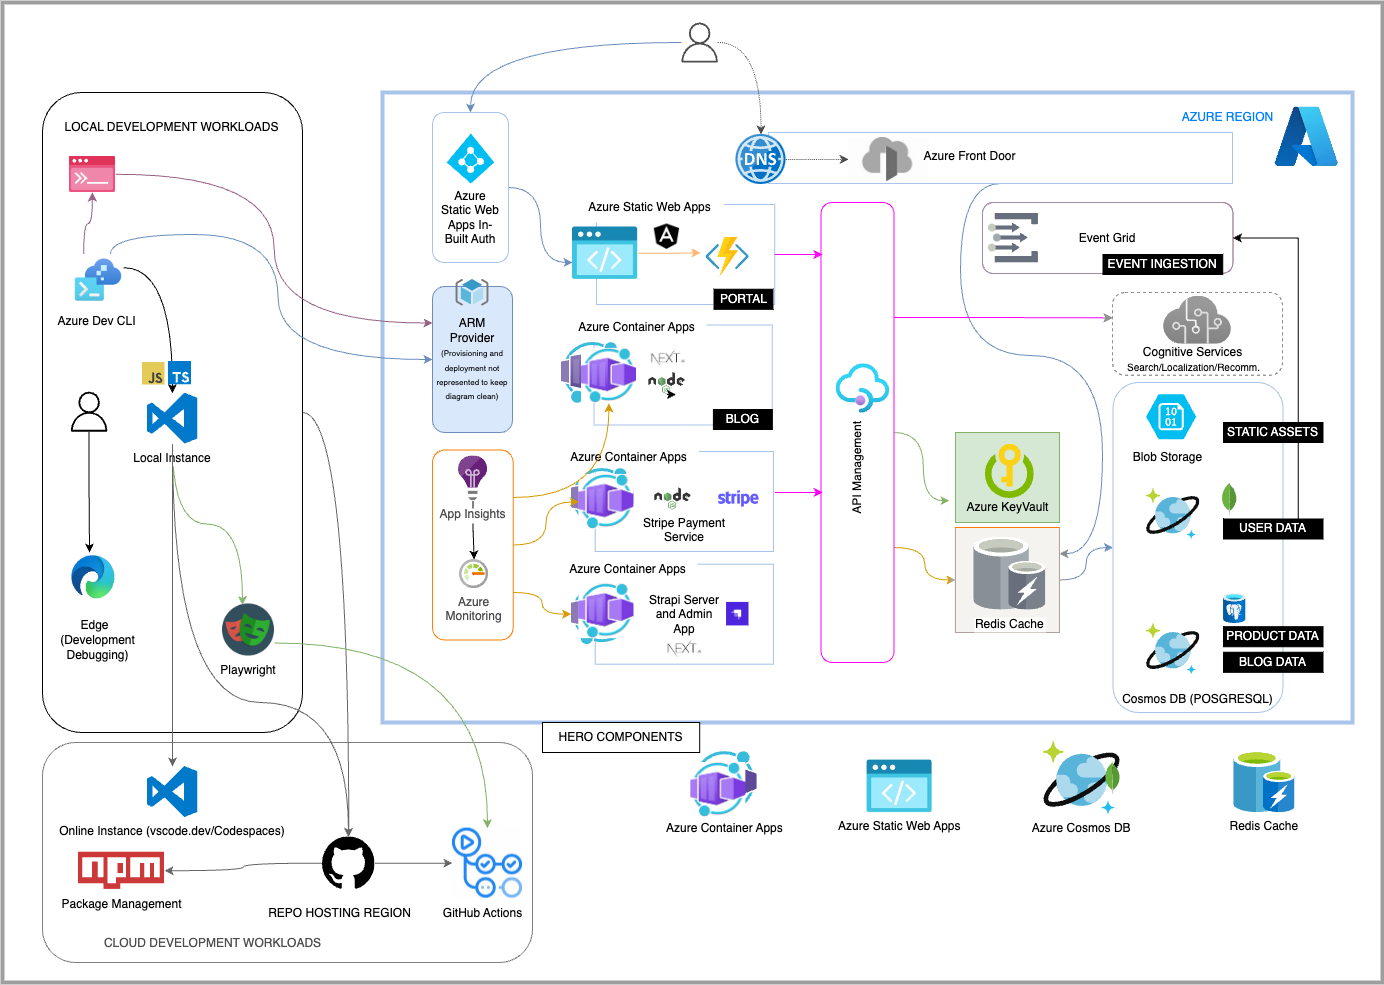 LOCAL DEVELOPMENT WORKLOADS
>>__
Azure Dev CLI
JS
TS
Local Instance
Edge
(Development
Debugging)
Playwright
Online Instance (vscode.dev/Codespaces)
npm
Package Management
REPO HOSTING REGION
GitHub Actions
CLOUD DEVELOPMENT WORKLOADS
AZURE REGION
Azure
Static Web
Apps In-
Built Auth
ARM
Provider
(Provisioning and
deployment not
represented to keep
diagram clean)
App Insights
Azure
Monitoring
DNS
Azure Front Door
Azure Static Web Apps
</>
A
PORTAL
Azure Container Apps
NEXT.
node
BLOG
Azure Container Apps
node
stripe
Stripe Payment
Service
Azure Container Apps
Strapi Server
and Admin
App
NEXT.
API Management
Event Grid
EVENT INGESTION
Cognitive Services
Search/Localization/Recomm.
Azure KeyVault
Redis Cache
10
01
Blob Storage
STATIC ASSETS
USER DATA
PRODUCT DATA
BLOG DATA
Cosmos DB (POSGRESQL)
HERO COMPONENTS
Azure Container Apps
</>
Azure Static Web Apps
Azure Cosmos DB
Redis Cache